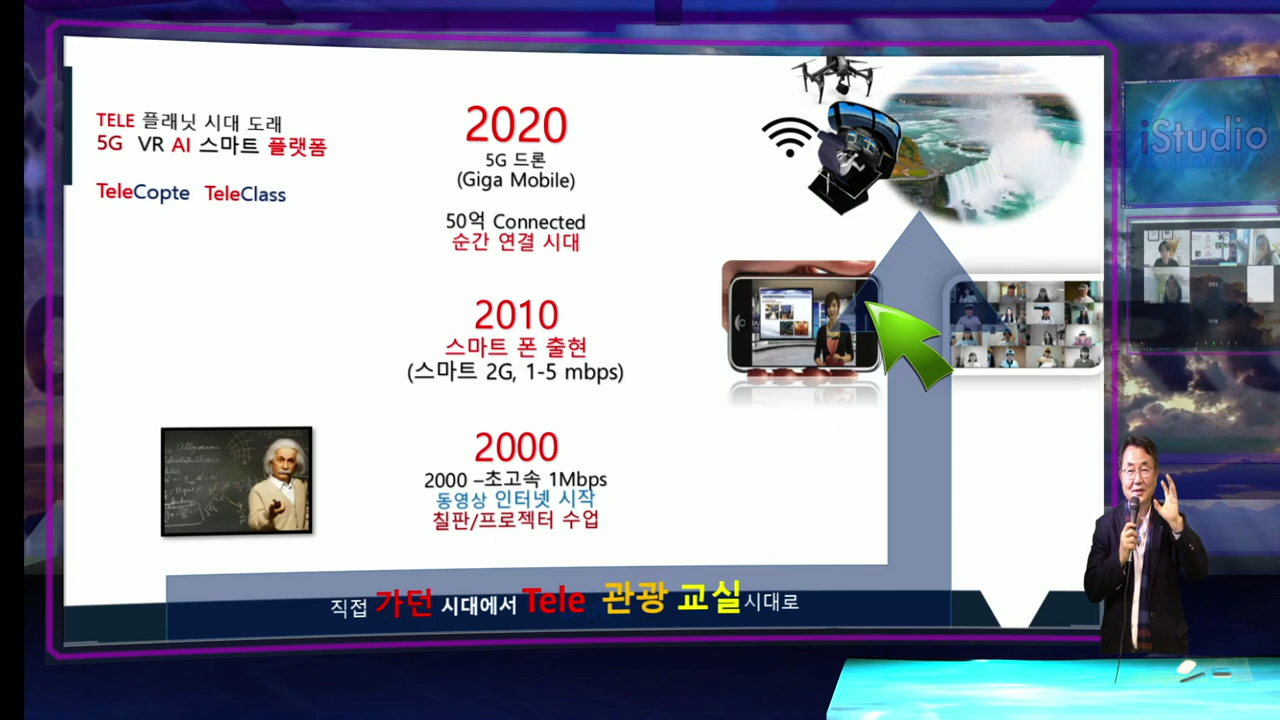 TELE 플래닛 시대 도래
5G VR AI 스마트 플랫폼
TeleCopte TeleClass
2020
5G 드론
(Giga Mobile)
50억 Connected
순간 연결 시대
2010
스마트 폰 출현
(스마트 2G, 1-5 mbps)
2000
2000 –초고속 1Mbps
동영상 인터넷 시작
칠판/프로젝터 수업
직접 가던 시대에서 Tele 관광 교실시대로
iStudio